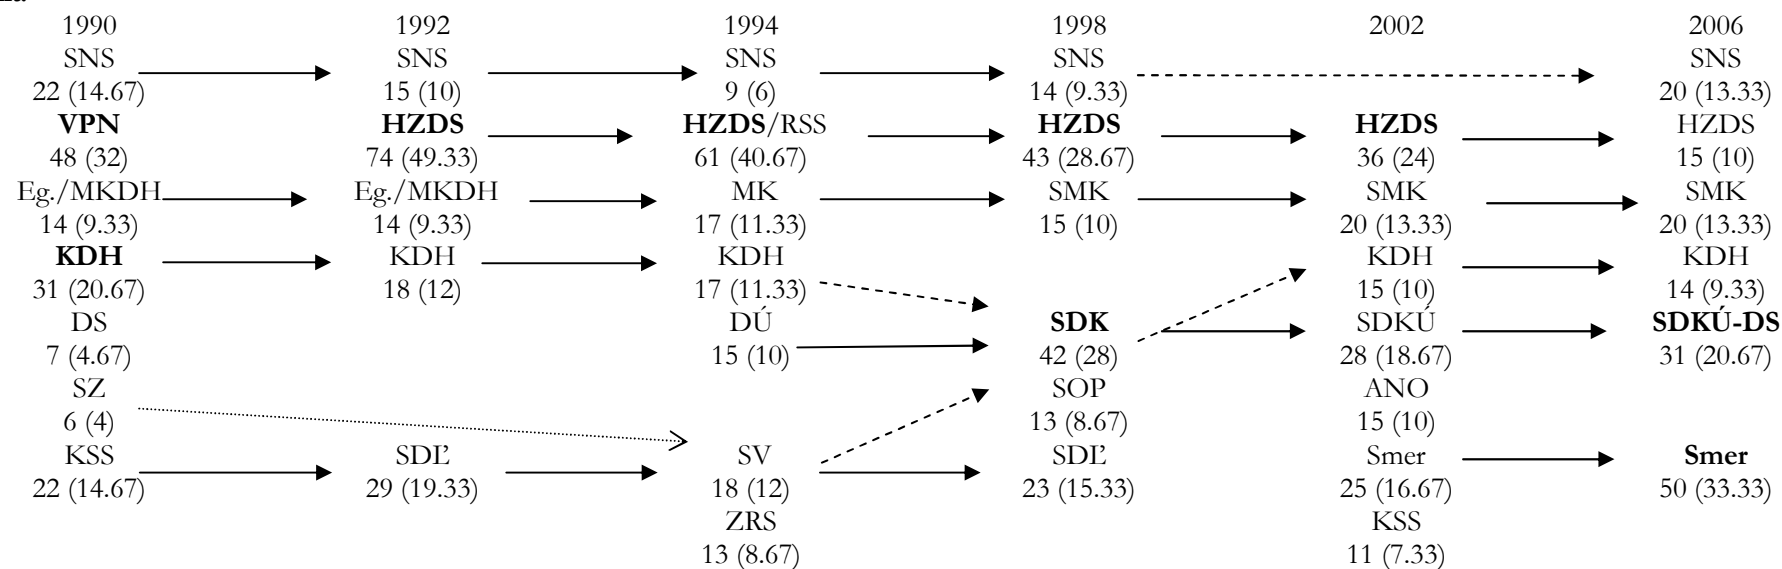 1990 1992 1994 1998 2002 2006
SNS SNS SNS SNS SNS
22 (14.67) 15 (10) 9 (6) 14 (9.33) 20 (13.33)
VPN HZDS HZDS/RSS HZDS HZDS HZDS
48 (32) 74 (49.33) 61 (40.67) 43 (28.67) 36 (24) 15 (10)
Eg./MKDH Eg./MKDH MK SMK SMK SMK
14 (9.33) 14 (9.33) 17 (11.33) 15 (10) 20 (13.33) 20 (13.33)
KDH KDH KDH KDH KDH
31 (20.67) 18 (12) 17 (11.33) 15 (10) 14 (9.33)
DS DÚ SDK SDKÚ SDKÚ-DS
7 (4.67) 15 (10) 42 (28) 28 (18.67) 31 (20.67)
SZ SOP ANO
6 (4) 13 (8.67) 15 (10)
KSS SDĽ SV SDĽ Smer Smer
22 (14.67) 29 (19.33) 18 (12) 23 (15.33) 25 (16.67) 50 (33.33)
ZRS KSS
13 (8.67) 11 (7.33)